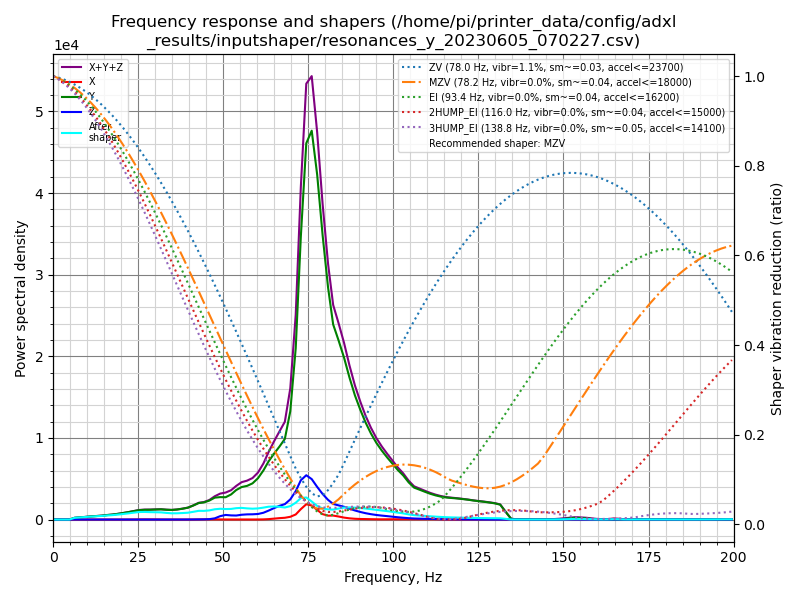 Frequency response and shapers (/home/pi/printer_data/config/adxl
_results/inputshaper/resonances_y_20230605_070227.csv)
1e4
X+Y+Z
X
Y
Z
After
shaper
ZV (78.0 Hz, vibr=1.1%, sm~=0.03, accel<=23700)
MZV (78.2 Hz, vibr=0.0%, sm~=0.04, accel<=18000)
EI (93.4 Hz, vibr=0.0%, sm~=0.04, accel<=16200)
2HUMP_EI (116.0 Hz, vibr=0.0%, sm~=0.04, accel<=15000)
3HUMP_EI (138.8 Hz, vibr=0.0%, sm~=0.05, accel<=14100)
Recommended shaper: MZV
Power spectral density
5
4
3
2
1
0
1.0
0.8
0.6
0.4
0.2
0.0
Shaper vibration reduction (ratio)
0 25 50 75 100 125 150 175 200
Frequency, Hz